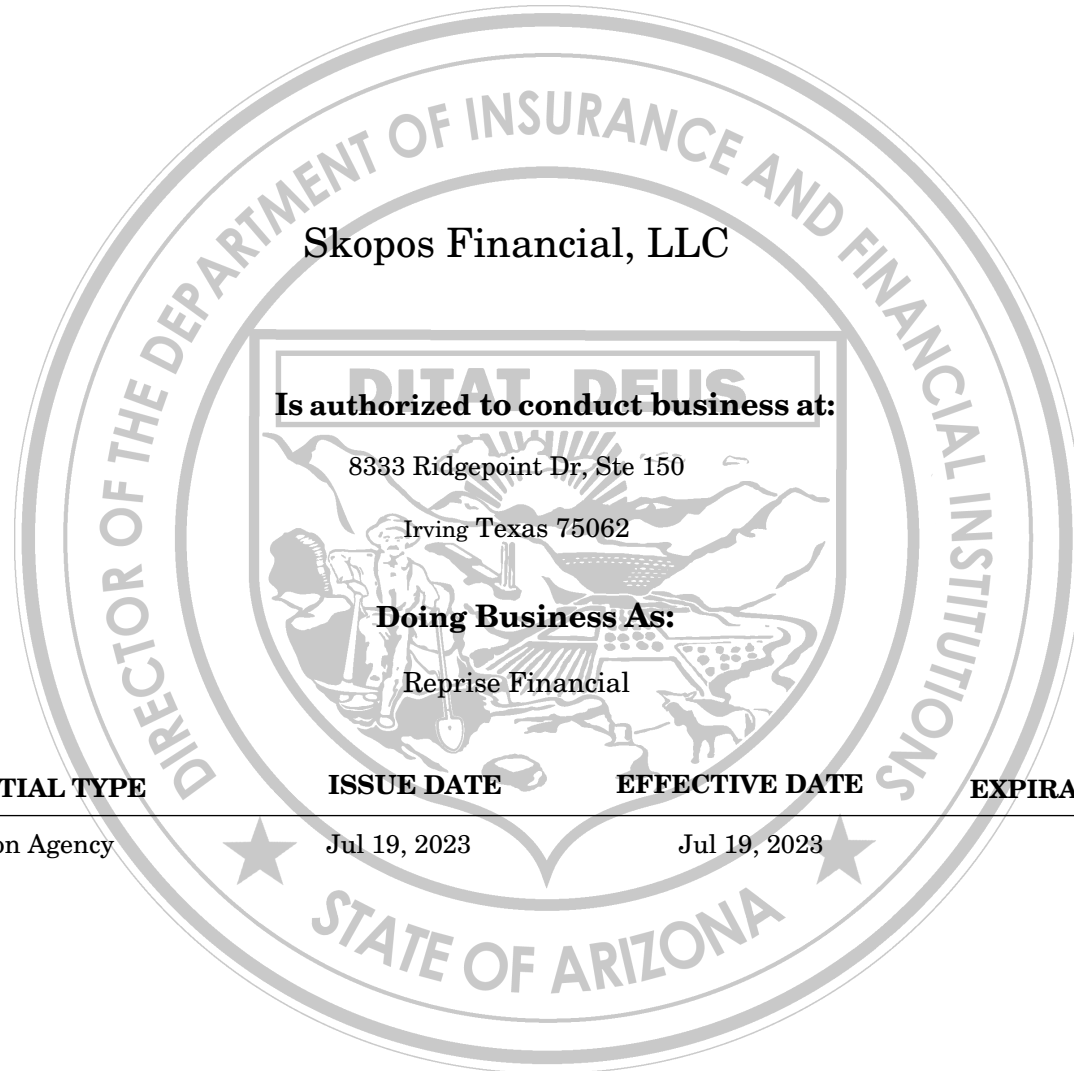 DIRECTOR OF THE DEPARTMENT OF INSURANCE AND FINANCIAL INSTITUTIONS
Skopos Financial, LLC
DITAT DEUS
Is authorized to conduct business at:
8333 Ridgepoint Dr, Ste 150
Irving Texas 75062
Doing Business As:
Reprise Financial
TIAL TYPE ISSUE DATE EFFECTIVE DATE EXPIRA
on Agency Jul 19, 2023 Jul 19, 2023
STATE OF ARIZONA